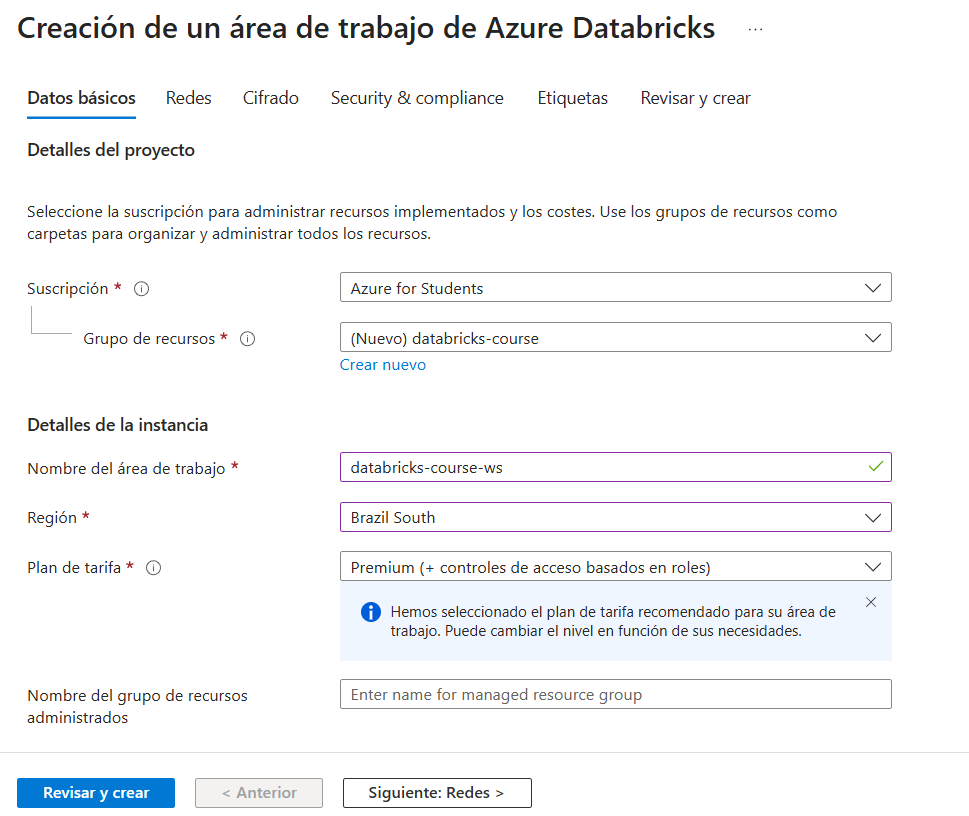 Creación de un área de trabajo de Azure Databricks ...
Datos básicos Redes Cifrado Security & compliance Etiquetas Revisar y crear
Detalles del proyecto
Seleccione la suscripción para administrar recursos implementados y los costes. Use los grupos de recursos como
carpetas para organizar y administrar todos los recursos.
Suscripción * Azure for Students
Grupo de recursos * (Nuevo) databricks-course
Crear nuevo
Detalles de la instancia
Nombre del área de trabajo * databricks-course-ws
Región * Brazil South
Plan de tarifa * Premium (+ controles de acceso basados en roles)
Hemos seleccionado el plan de tarifa recomendado para su área de
trabajo. Puede cambiar el nivel en función de sus necesidades.
Nombre del grupo de recursos
administrados
Enter name for managed resource group
Revisar y crear < Anterior Siguiente: Redes >